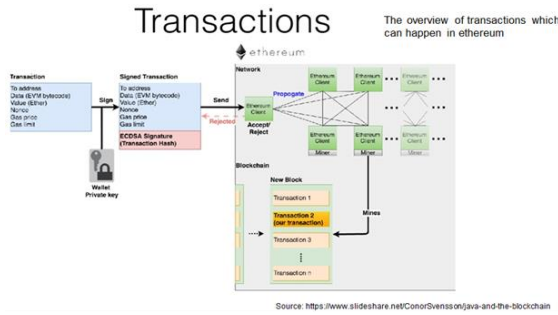 Transactions
The overview of transactions which
can happen in ethereum
ethereum
Transaction
To address
Data (EVM bytecode)
Value (Ether)
Nonce
Gas price
Gas limit
Sign
Wallet
Private key
Signed Transaction
To address
Data (EVM bytecode)
Value (Ether)
Nonce
Gas price
Gas limit
ECDSA Signature
(Transaction Hash)
Send
Rejected
Network
Ethereum
Client
Accept/
Reject
Propogate
Ethereum
Client
Ethereum
Client
Ethereum
Client
Ethereum
Client
Miner
Ethereum
Client
Miner
Ethereum
Client
Miner
Mines
Blockchain
New Block
Transaction 1
Transaction 2
(our transaction)
Transaction 3
Transaction n
Source: https://www.slideshare.net/ConorSvensson/java-and-the-blockchain